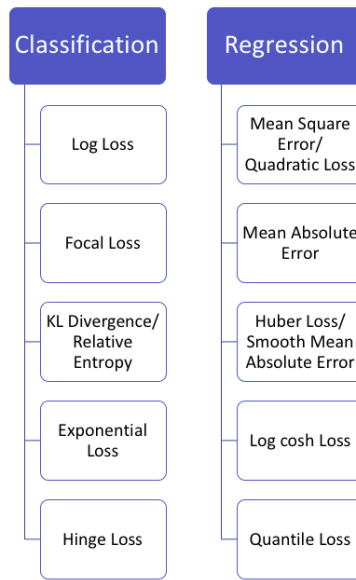 Classification
Log Loss
Focal Loss
KL Divergence/
Relative
Entropy
Exponential
Loss
Hinge Loss
Regression
Mean Square
Error/
Quadratic Loss
Mean Absolute
Error
Huber Loss/
Smooth Mean
Absolute Error
Log cosh Loss
Quantile Loss